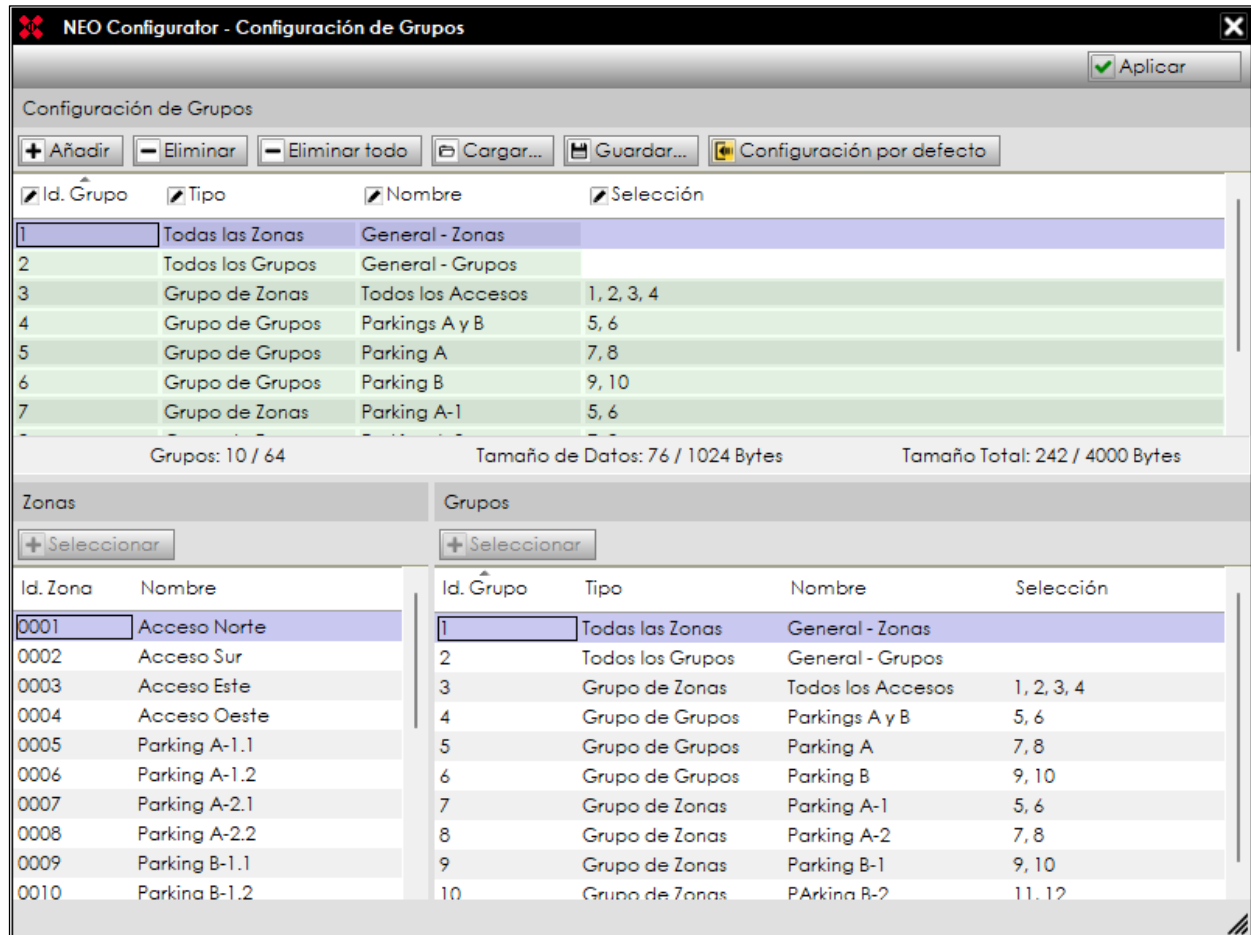 NEO Configurator - Configuración de Grupos
Aplicar
Configuración de Grupos
Añadir Eliminar Eliminar todo Cargar... Guardar... Configuración por defecto
Id. Grupo Tipo Nombre Selección
1 Todas las Zonas General - Zonas
2 Todos los Grupos General - Grupos
3 Grupo de Zonas Todos los Accesos 1, 2, 3, 4
4 Grupo de Grupos Parkings A y B 5, 6
5 Grupo de Grupos Parking A 7, 8
6 Grupo de Grupos Parking B 9, 10
7 Grupo de Zonas Parking A-1 5, 6
Grupos: 10 / 64 Tamaño de Datos: 76 / 1024 Bytes Tamaño Total: 242 / 4000 Bytes
Zonas
Seleccionar
Id. Zona Nombre
0001 Acceso Norte
0002 Acceso Sur
0003 Acceso Este
0004 Acceso Oeste
0005 Parking A-1.1
0006 Parking A-1.2
0007 Parking A-2.1
0008 Parking A-2.2
0009 Parking B-1.1
0010 Parking B-1.2
Grupos
Seleccionar
Id. Grupo Tipo Nombre Selección
1 Todas las Zonas General - Zonas
2 Todos los Grupos General - Grupos
3 Grupo de Zonas Todos los Accesos 1, 2, 3, 4
4 Grupo de Grupos Parkings A y B 5, 6
5 Grupo de Grupos Parking A 7, 8
6 Grupo de Grupos Parking B 9, 10
7 Grupo de Zonas Parking A-1 5, 6
8 Grupo de Zonas Parking A-2 7, 8
9 Grupo de Zonas Parking B-1 9, 10
10 Grupo de Zonas PArking B-2 11, 12